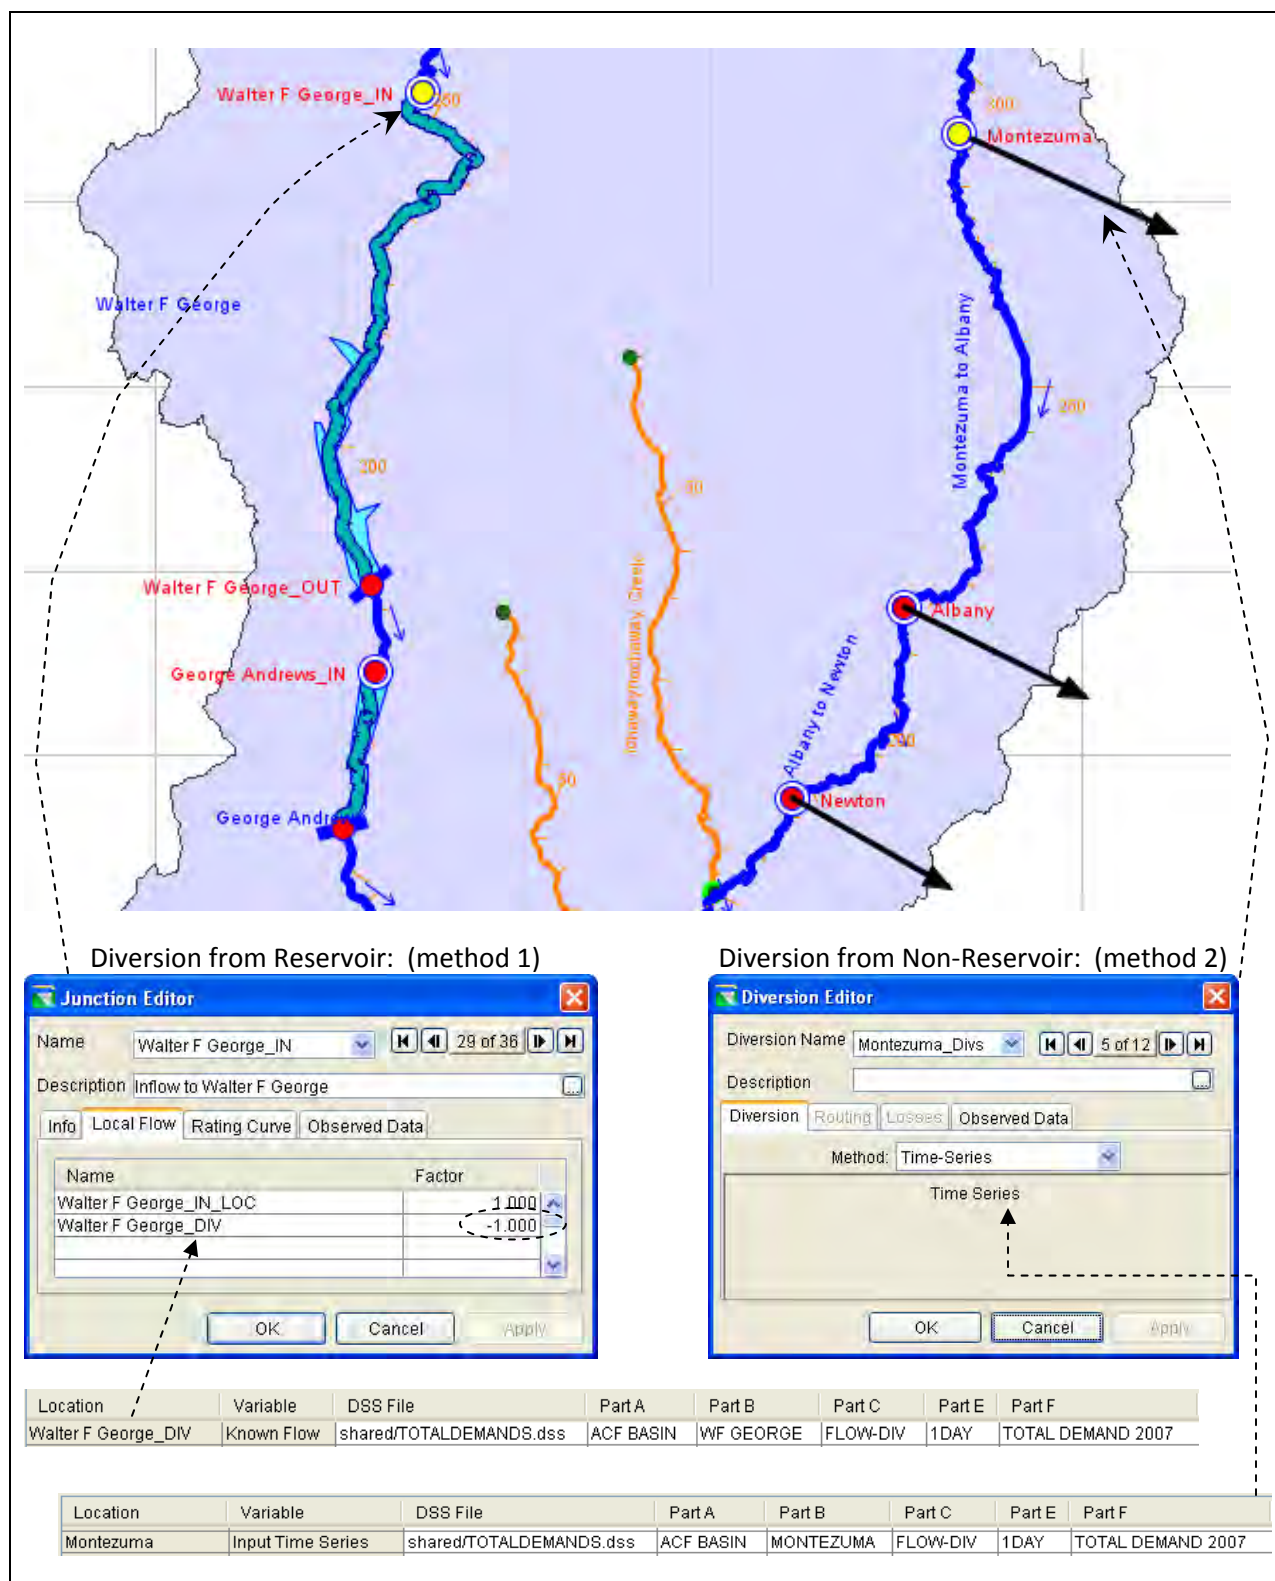 Walter F George_IN
250
300
Montezuma
Walter F George
Montezuma to Albany
250
200
50
Walter F George_OUT
Albany
George Andrews_IN
Albany to Newton
50
Newton
George Andrews
Diversion from Reservoir: (method 1)
Diversion from Non-Reservoir: (method 2)
Junction Editor
Name Walter F George_IN 29 of 36
Description Inflow to Walter F George ...
Info Local Flow Rating Curve Observed Data
Name Factor
Walter F George_IN_LOC 1.000
Walter F George_DIV -1.000
OK Cancel Apply
Diversion Editor
Diversion Name Montezuma_Divs 5 of 12
Description ...
Diversion Routing Losses Observed Data
Method: Time-Series
Time Series
OK Cancel Apply
Location Variable DSS File Part A Part B Part C Part E Part F
Walter F George_DIV Known Flow shared/TOTALDEMANDS.dss ACF BASIN WF GEORGE FLOW-DIV 1DAY TOTAL DEMAND 2007
Location Variable DSS File Part A Part B Part C Part E Part F
Montezuma Input Time Series shared/TOTALDEMANDS.dss ACF BASIN MONTEZUMA FLOW-DIV 1DAY TOTAL DEMAND 2007